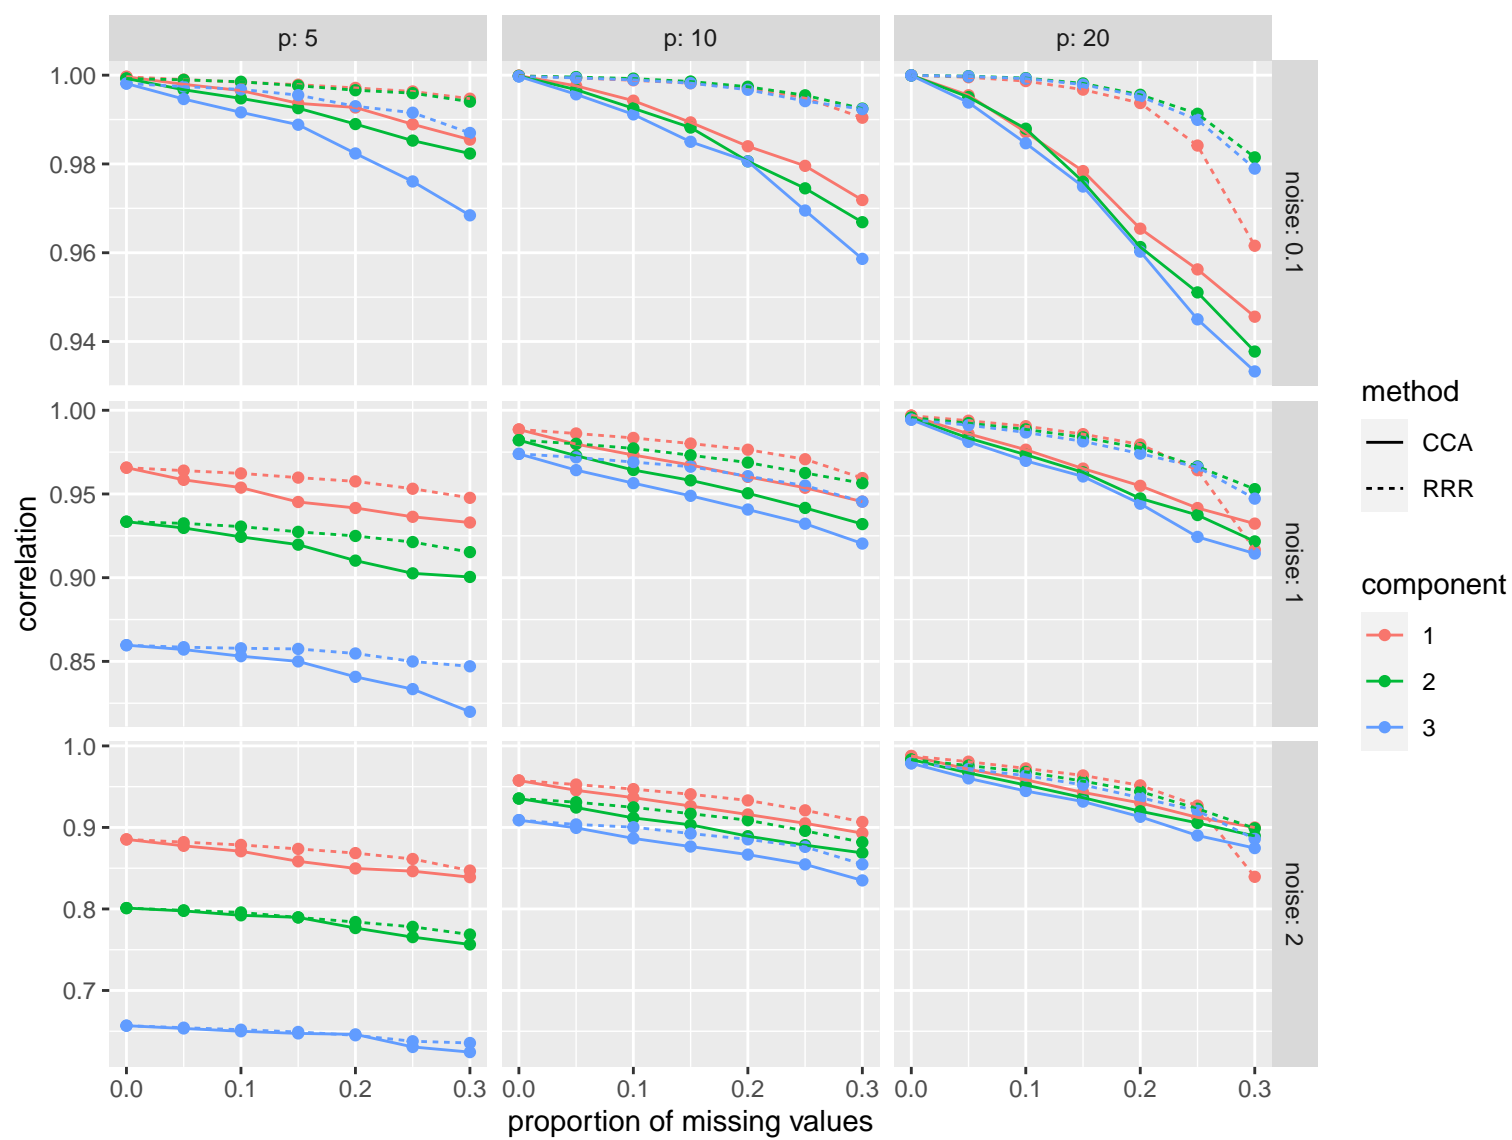 p: 5
p: 10
p: 20
1.00
0.98
0.96
0.94
noise: 0.1
1.00
0.95
0.90
0.85
noise: 1
1.0
0.9
0.8
0.7
noise: 2
0.0
0.1
0.2
0.3
0.0
0.1
0.2
0.3
0.0
0.1
0.2
0.3
proportion of missing values
correlation
method
CCA
RRR
component
1
2
3